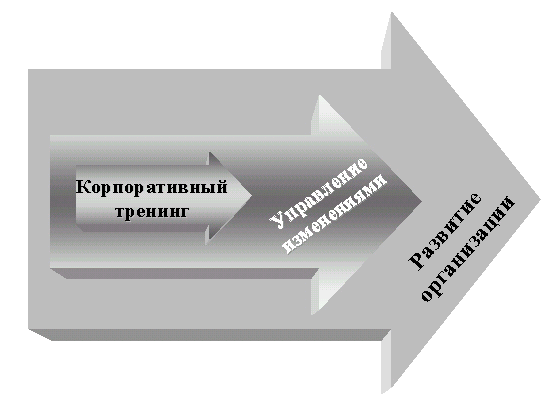 Корпоративный
тренинг
Управление
изменениями
Развитие
организации